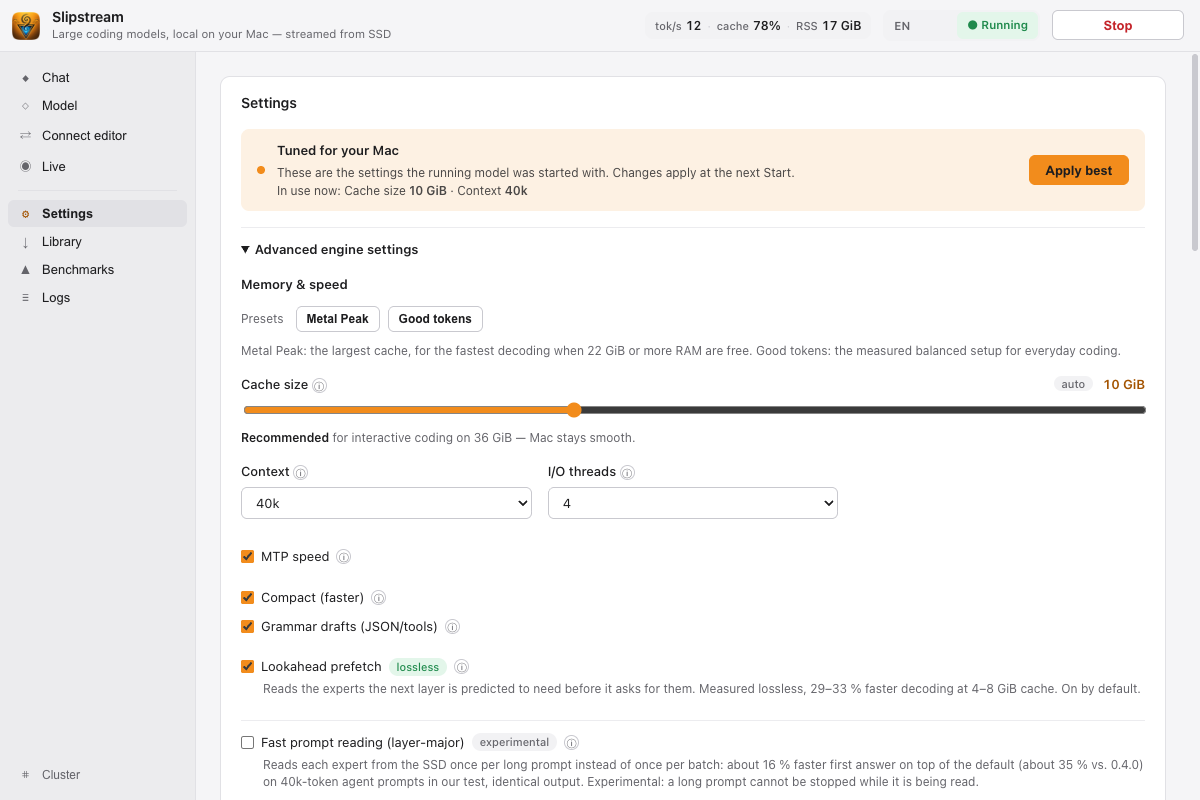 Slipstream
Large coding models, local on your Mac — streamed from SSD
tok/s 12 · cache 78% · RSS 17 GiB
EN
Running
Stop
Chat
Model
Connect editor
Live
Settings
Library
Benchmarks
Logs
Cluster
Settings
Tuned for your Mac
These are the settings the running model was started with. Changes apply at the next Start.
In use now: Cache size 10 GiB · Context 40k
Apply best
Advanced engine settings
Memory & speed
Presets
Metal Peak
Good tokens
Metal Peak: the largest cache, for the fastest decoding when 22 GiB or more RAM are free. Good tokens: the measured balanced setup for everyday coding.
Cache size
auto
10 GiB
Recommended for interactive coding on 36 GiB — Mac stays smooth.
Context
I/O threads
40k
4
MTP speed
Compact (faster)
Grammar drafts (JSON/tools)
Lookahead prefetch
lossless
Reads the experts the next layer is predicted to need before it asks for them. Measured lossless, 29–33 % faster decoding at 4–8 GiB cache. On by default.
Fast prompt reading (layer-major)
experimental
Reads each expert from the SSD once per long prompt instead of once per batch: about 16 % faster first answer on top of the default (about 35 % vs. 0.4.0)
on 40k-token agent prompts in our test, identical output. Experimental: a long prompt cannot be stopped while it is being read.